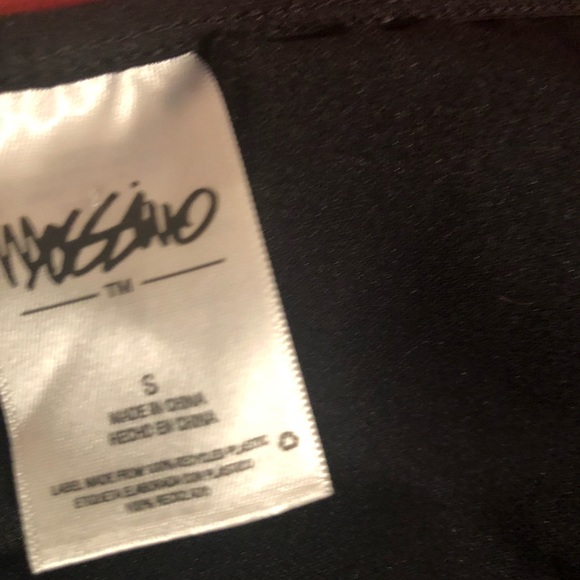 MOSSIMO
TM
S
MADE IN CHINA
HECHO EN CHINA
LABEL MADE FROM 100% RECYCLED PLASTIC
ETIQUETA ELABORADA CON PLASTICO
100% RECICLADO